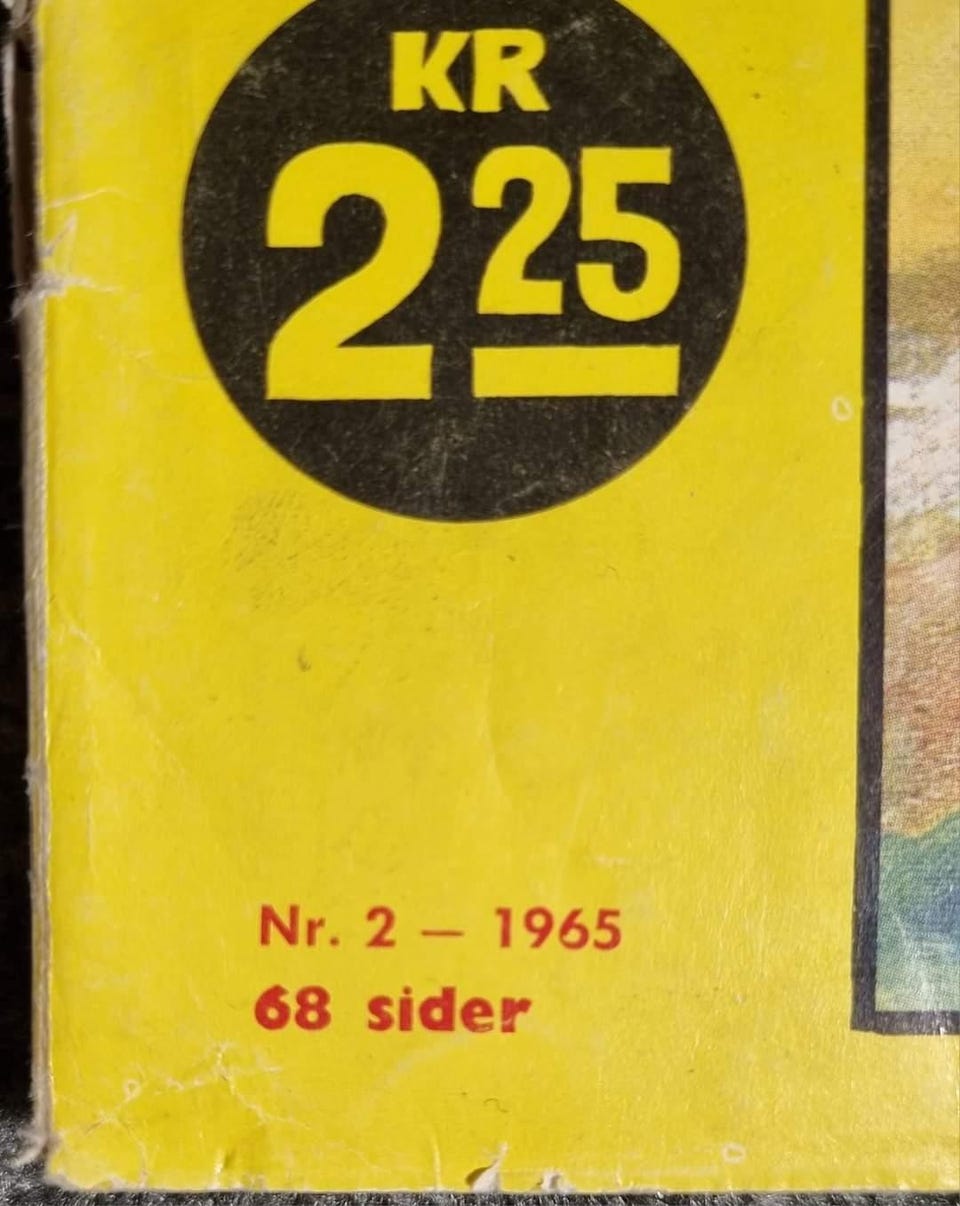 KR
2 25
Nr. 2 — 1965
68 sider